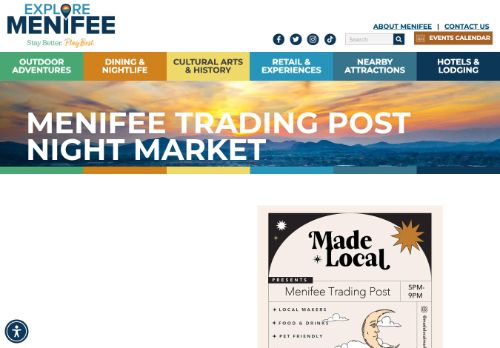 EXPLORE
MENIFEE
Stay Better. Play Best.
ABOUT MENIFEE | CONTACT US
Search
EVENTS CALENDAR
OUTDOOR
ADVENTURES
DINING &
NIGHTLIFE
CULTURAL ARTS
& HISTORY
RETAIL &
EXPERIENCES
NEARBY
ATTRACTIONS
HOTELS &
LODGING
MENIFEE TRADING POST
NIGHT MARKET
Made
Local
PRESENTS
Menifee Trading Post
5PM-
9PM
LOCAL MAKERS
FOOD & DRINKS
PET FRIENDLY